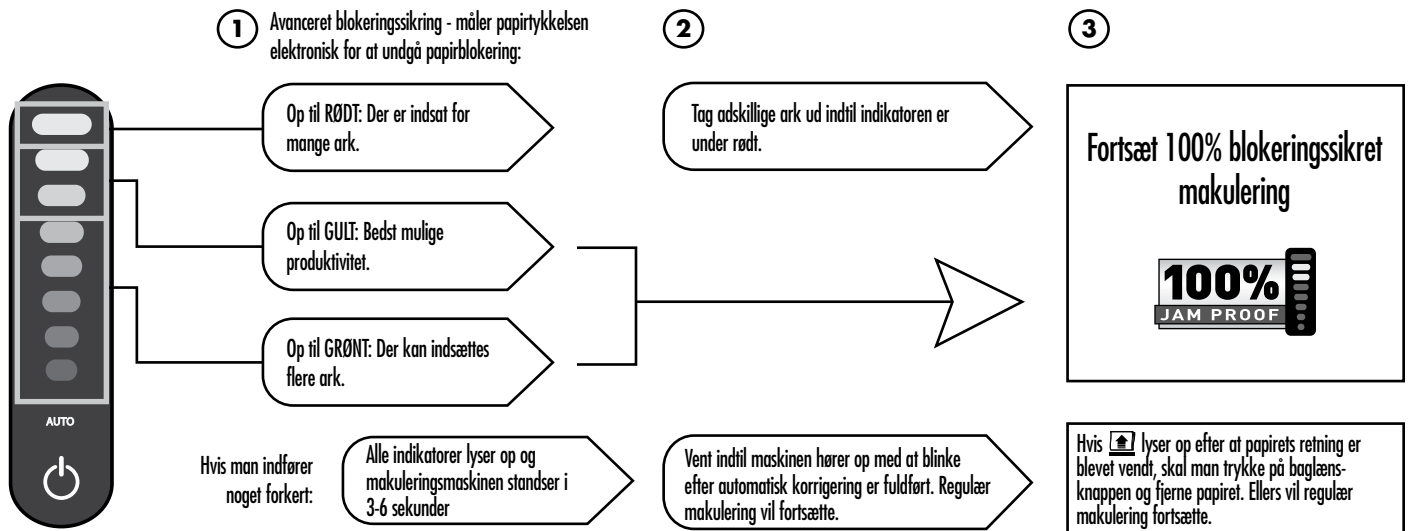 1
Avanceret blokeringssikring - måler papirtykkelsen
elektronisk for at undgå papirblokering:
2
3
Op til RØDT: Der er indsat for
mange ark.
Tag adskillige ark ud indtil indikatoren er
under rødt.
Fortsæt 100% blokeringssikret
makulering
100%
JAM PROOF
Op til GULT: Bedst mulige
produktivitet.
Op til GRØNT: Der kan indsættes
flere ark.
AUTO
Hvis man indfører
noget forkert:
Alle indikatorer lyser op og
makuleringsmaskinen standser i
3-6 sekunder
Vent indtil maskinen hører op med at blinke
efter automatisk korrigering er fuldført. Regulær
makulering vil fortsætte.
Hvis lyser op efter at papirets retning er
blevet vendt, skal man trykke på baglæns-
knappen og fjerne papiret. Ellers vil regulær
makulering fortsætte.